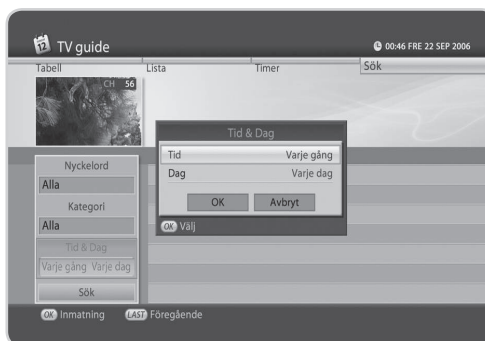 12 TV guide
00:46 FRE 22 SEP 2006
Tabell Lista Timer Sök
CH 56
Tid & Dag
Tid Varje gång
Dag Varje dag
OK Avbryt
OK Välj
Nyckelord
Alla
Kategori
Alla
Tid & Dag
Varje gång Varje dag
Sök
OK Inmatning LAST Föregående